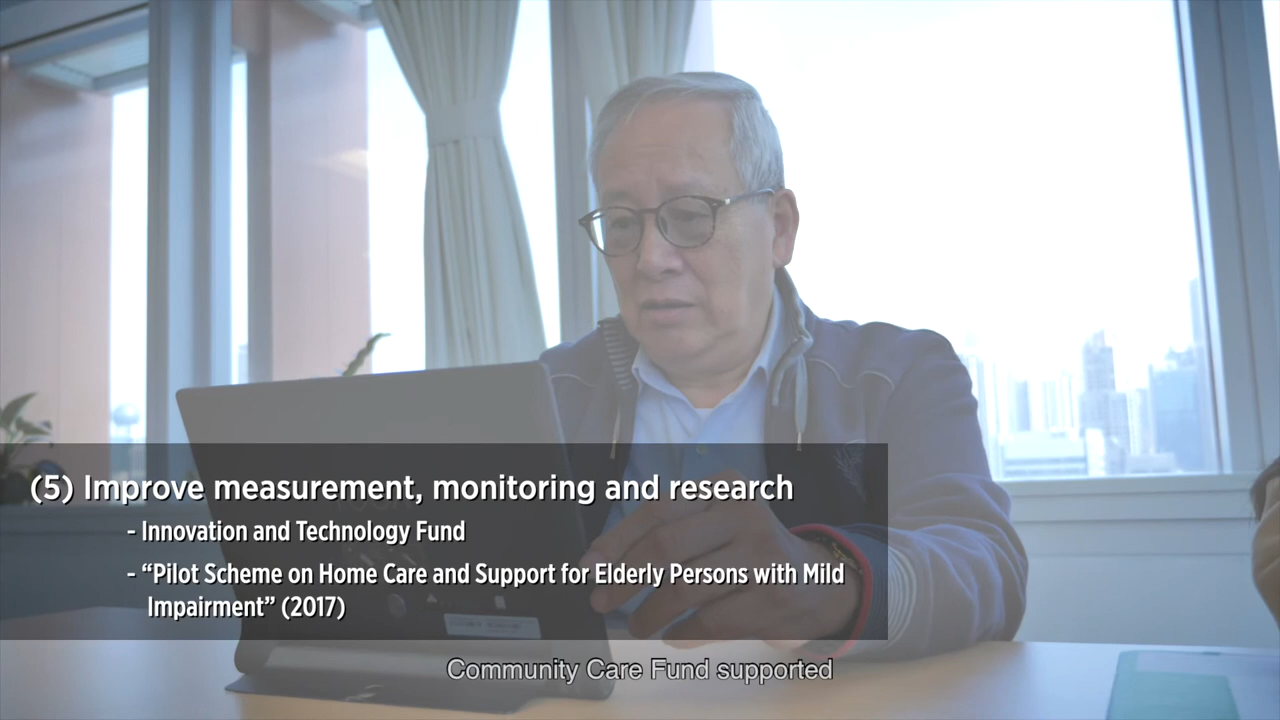 (5) Improve measurement, monitoring and research
- Innovation and Technology Fund
- “Pilot Scheme on Home Care and Support for Elderly Persons with Mild
Impairment” (2017)
Community Care Fund supported